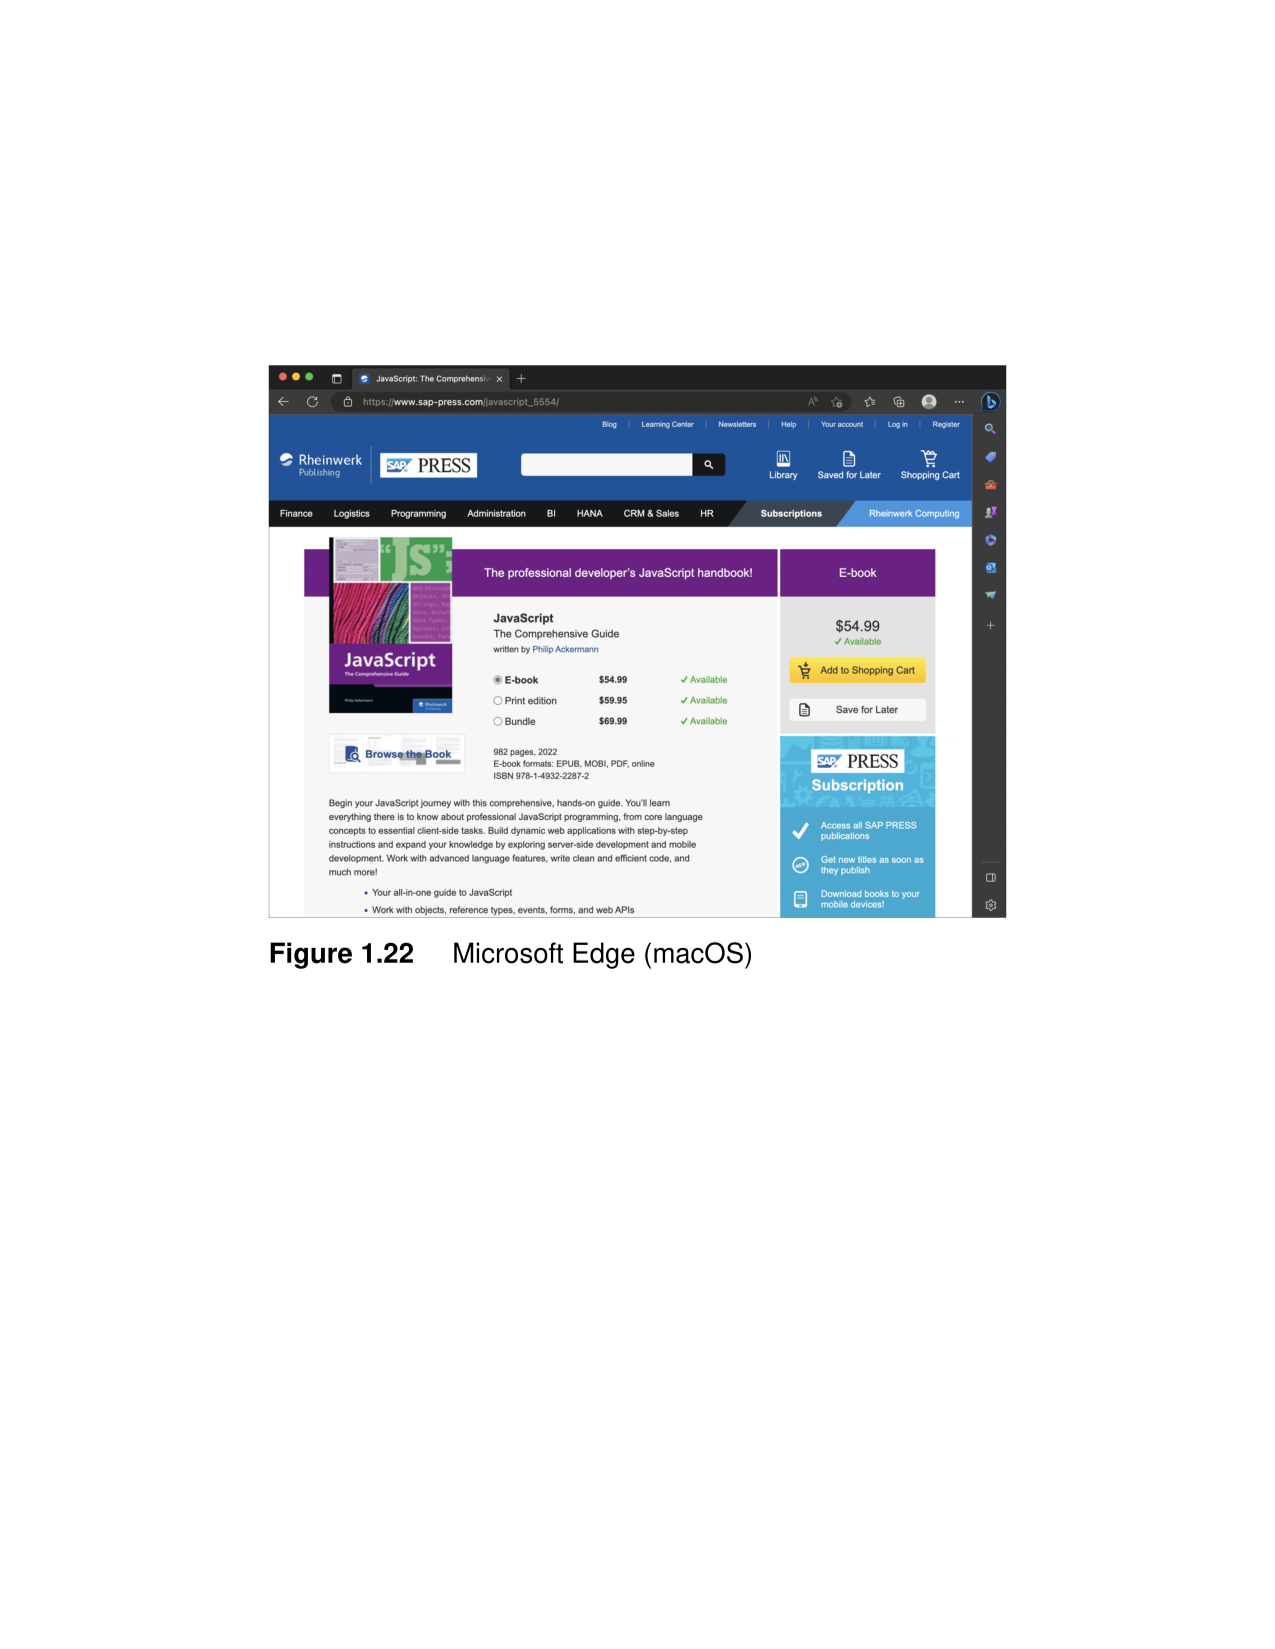 JavaScript: The Comprehensiv
https://www.sap-press.com/javascript_5554/
Blog Learning Center Newsletters Help Your account Log in Register
Rheinwerk
Publishing
SAP PRESS
Library Saved for Later Shopping Cart
Finance Logistics Programming Administration BI HANA CRM & Sales HR Subscriptions Rheinwerk Computing
"JS";
The professional developer's JavaScript handbook!
E-book
JavaScript
The Comprehensive Guide
Philip Ackermann
Rheinwerk
Browse the Book
JavaScript
The Comprehensive Guide
written by Philip Ackermann
E-book $54.99 Available
Print edition $59.95 Available
Bundle $69.99 Available
982 pages, 2022
E-book formats: EPUB, MOBI, PDF, online
ISBN 978-1-4932-2287-2
$54.99
Available
Add to Shopping Cart
Save for Later
SAP PRESS
Subscription
Access all SAP PRESS
publications
NEW
Get new titles as soon as
they publish
Download books to your
mobile devices!
Begin your JavaScript journey with this comprehensive, hands-on guide. You'll learn
everything there is to know about professional JavaScript programming, from core language
concepts to essential client-side tasks. Build dynamic web applications with step-by-step
instructions and expand your knowledge by exploring server-side development and mobile
development. Work with advanced language features, write clean and efficient code, and
much more!
• Your all-in-one guide to JavaScript
• Work with objects, reference types, events, forms, and web APIs
Figure 1.22 Microsoft Edge (macOS)